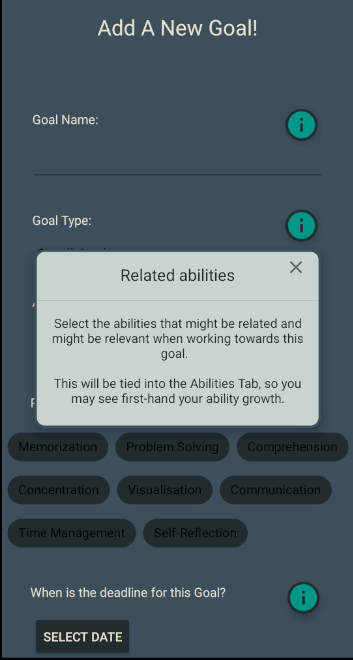 Add A New Goal!
Goal Name:
Goal Type:
Related abilities
Select the abilities that might be related and
might be relevant when working towards this
goal.
This will be tied into the Abilities Tab, so you
may see first-hand your ability growth.
Memorization
Problem Solving
Comprehension
Concentration
Visualisation
Communication
Time Management
Self-Reflection
When is the deadline for this Goal?
SELECT DATE